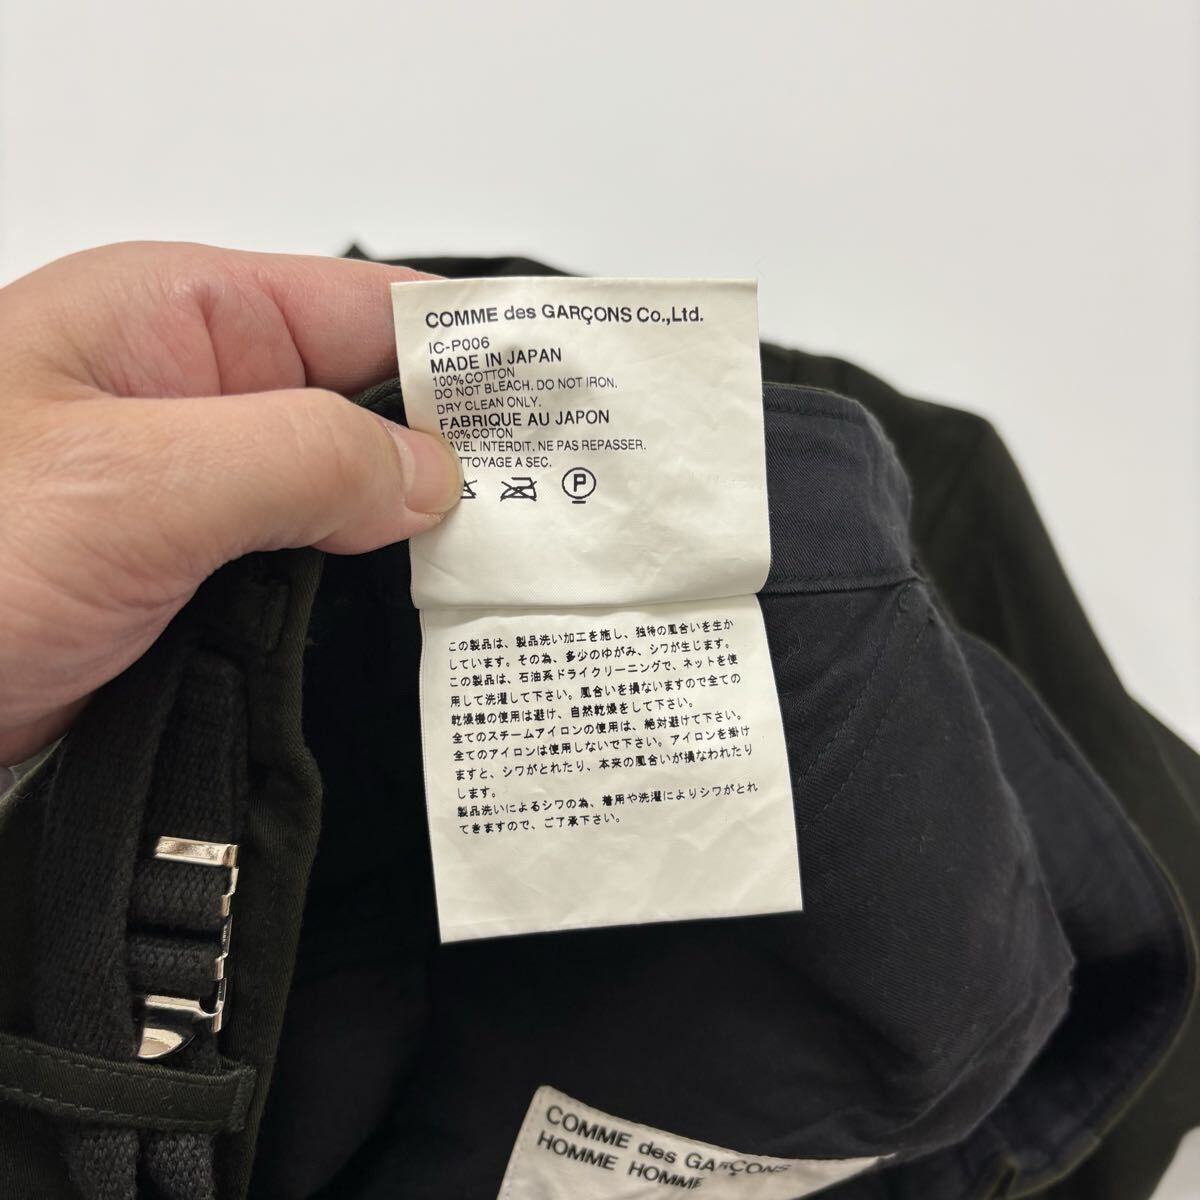 COMME des GARÇONS Co.,Ltd.
IC-P006
MADE IN JAPAN
100%COTTON
DO NOT BLEACH. DO NOT IRON.
DRY CLEAN ONLY.
FABRIQUE AU JAPON
100%COTON
AVEL INTERDIT. NE PAS REPASSER.
TTOYAGE A SEC.
P
この製品は、製品洗い加工を施し、独特の風合いを生か
しています。その為、多少のゆがみ、シワが生じます。
この製品は、石油系ドライクリーニングで、ネットを使
用して洗濯して下さい。風合いを損ないますので全ての
乾燥機の使用は避け、自然乾燥をして下さい。
全てのスチームアイロンの使用は、絶対避けて下さい。
全てのアイロンは使用しないで下さい。アイロンを掛け
ますと、シワがとれたり、本来の風合いが損なわれたり
します。
製品洗いによるシワの為、着用や洗濯によりシワがとれ
てきますので、ご了承下さい。
COMME des GARÇONS
HOMME HOMME